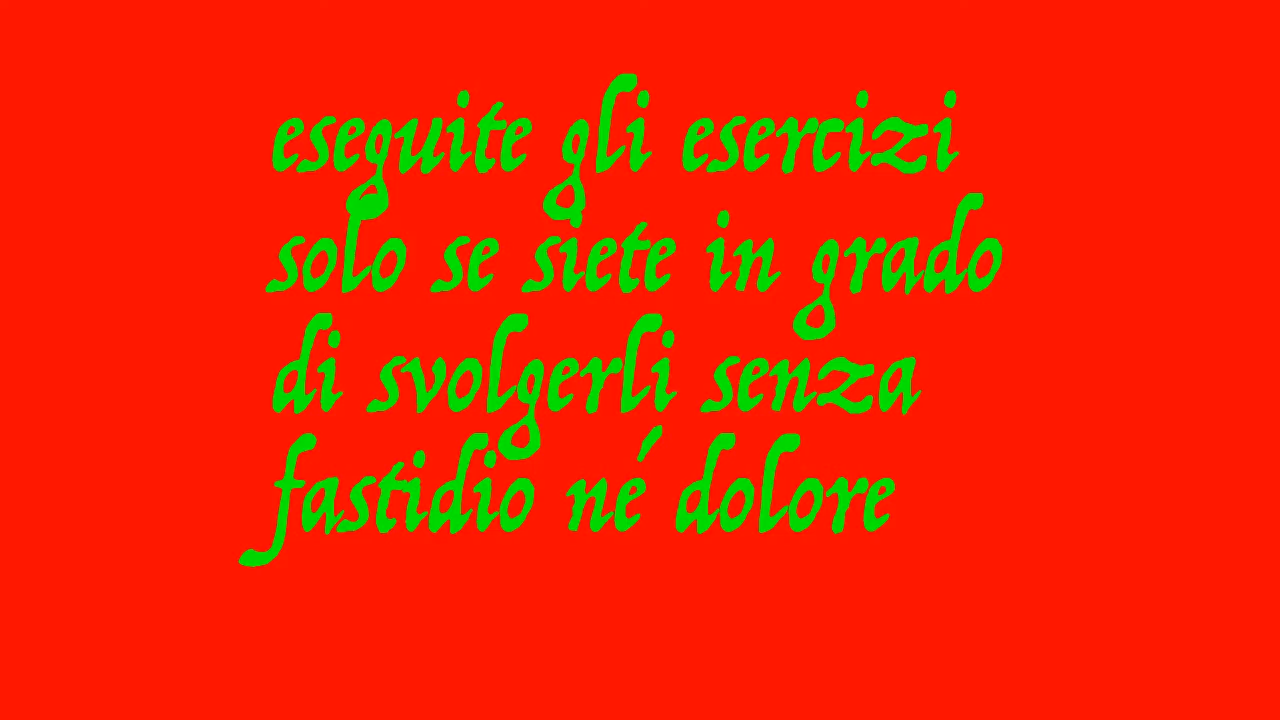 eseguite gli esercizi
solo se siete in grado
di svolgerli senza
fastidio né dolore